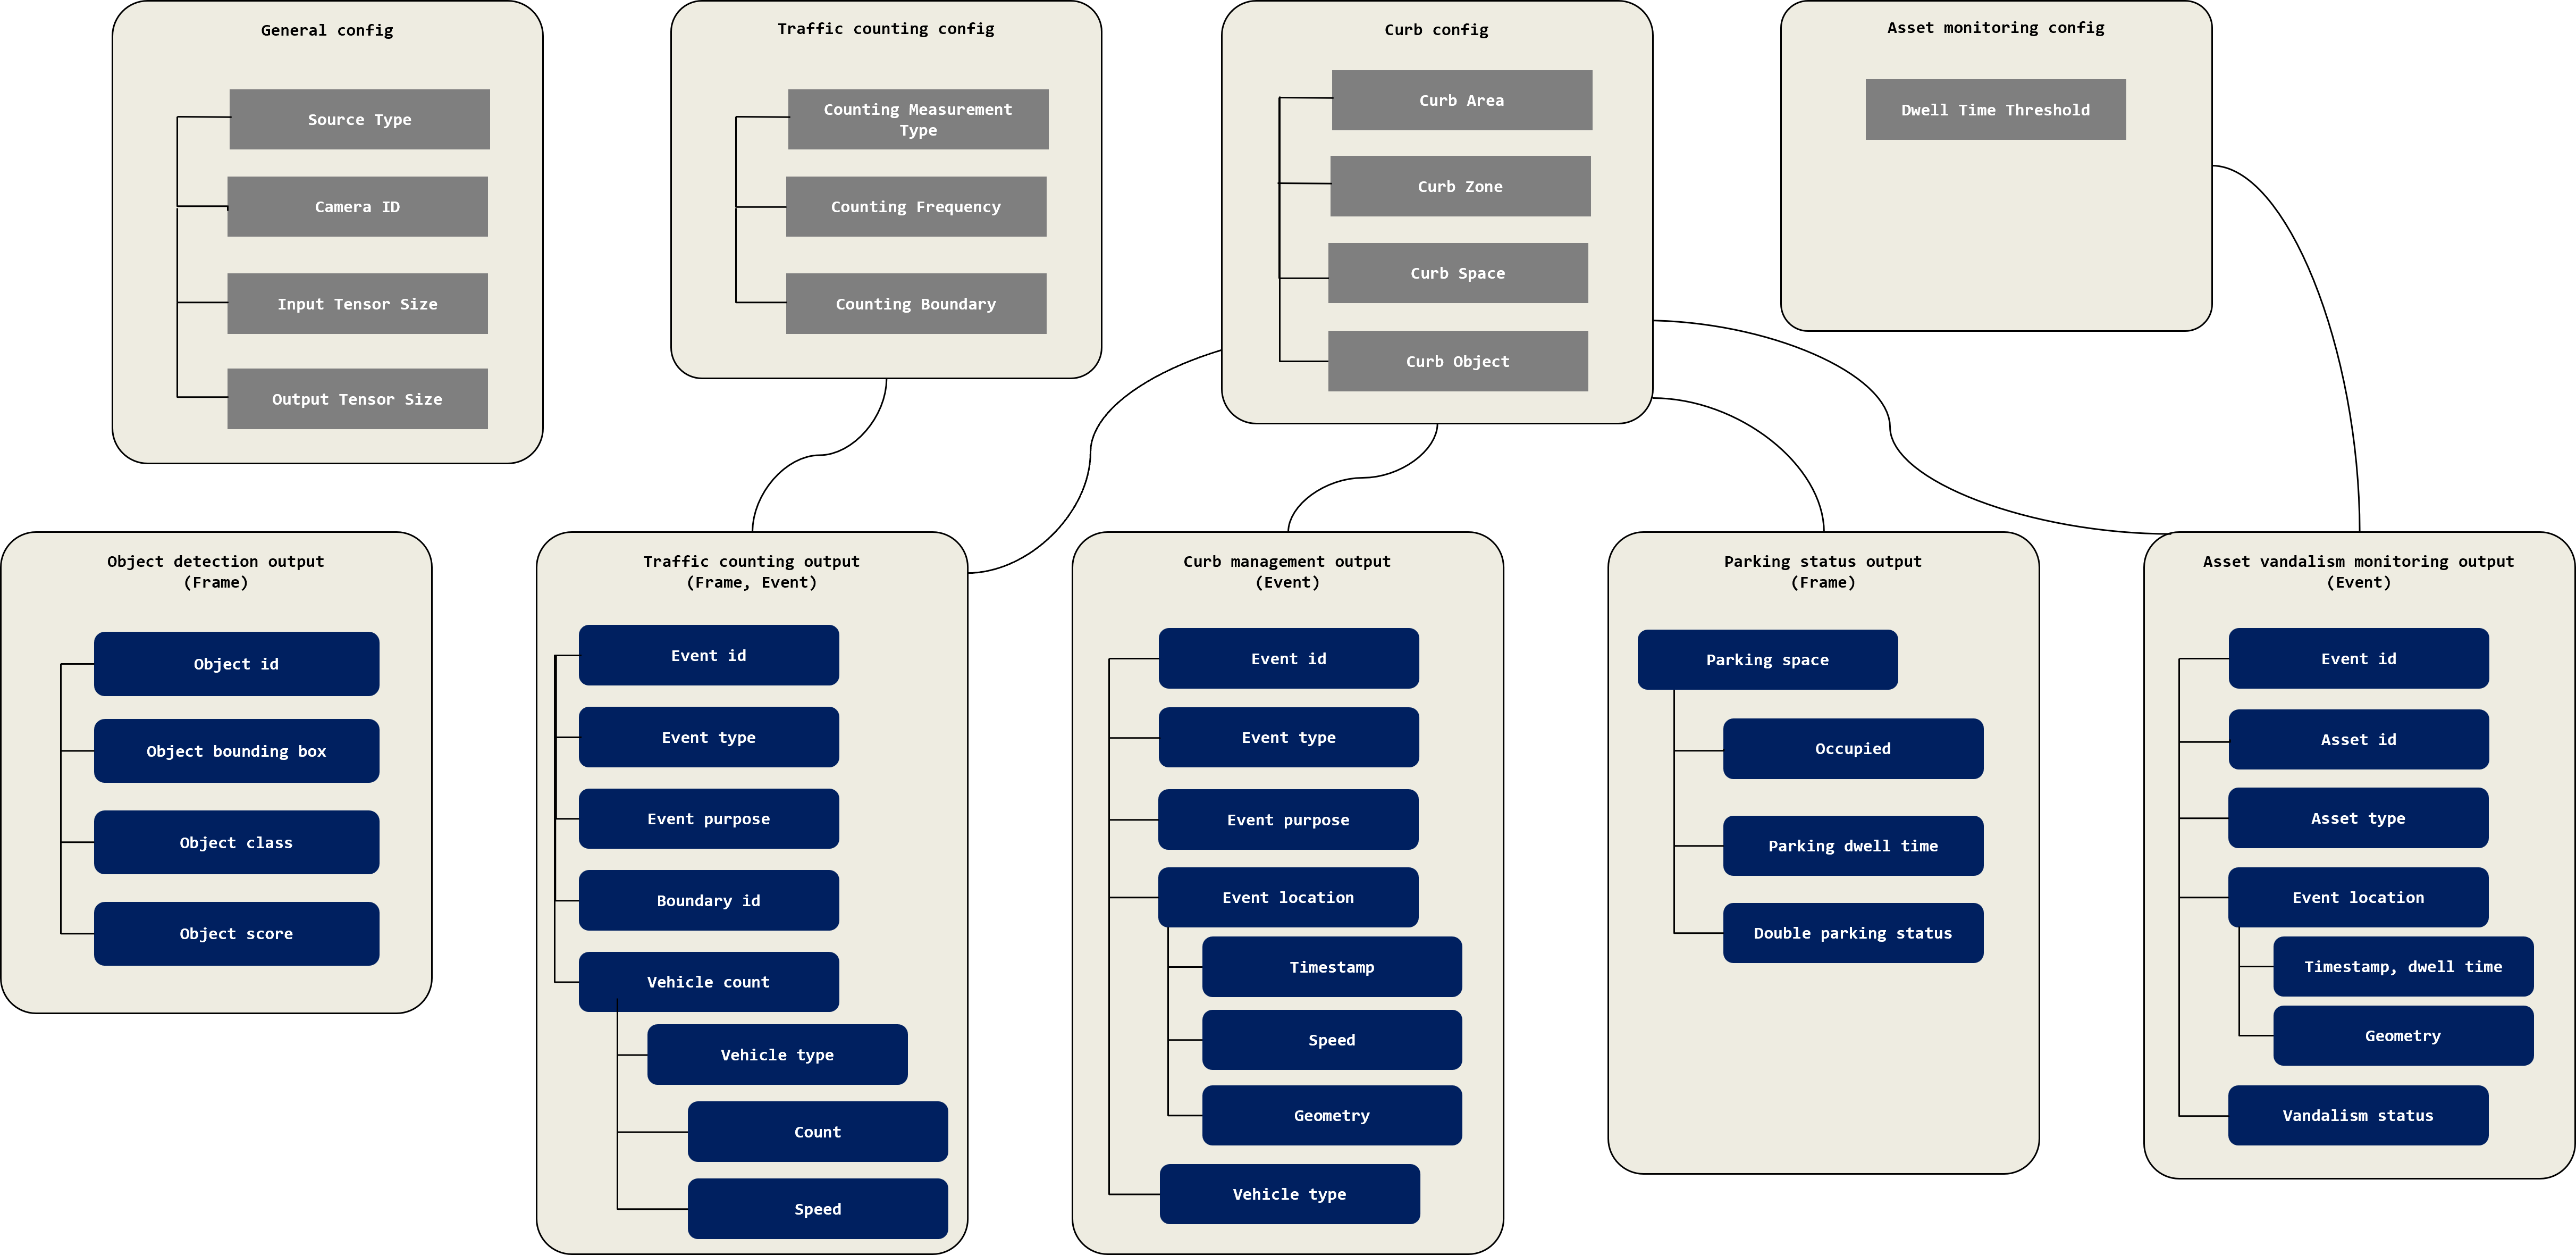 General config
Source Type
Camera ID
Input Tensor Size
Output Tensor Size
Traffic counting config
Counting Measurement
Type
Counting Frequency
Counting Boundary
Curb config
Curb Area
Curb Zone
Curb Space
Curb Object
Asset monitoring config
Dwell Time Threshold
Object detection output
(Frame)
Object id
Object bounding box
Object class
Object score
Traffic counting output
(Frame, Event)
Event id
Event type
Event purpose
Boundary id
Vehicle count
Vehicle type
Count
Speed
Curb management output
(Event)
Event id
Event type
Event purpose
Event location
Timestamp
Speed
Geometry
Vehicle type
Parking status output
(Frame)
Parking space
Occupied
Parking dwell time
Double parking status
Asset vandalism monitoring output
(Event)
Event id
Asset id
Asset type
Event location
Timestamp, dwell time
Geometry
Vandalism status